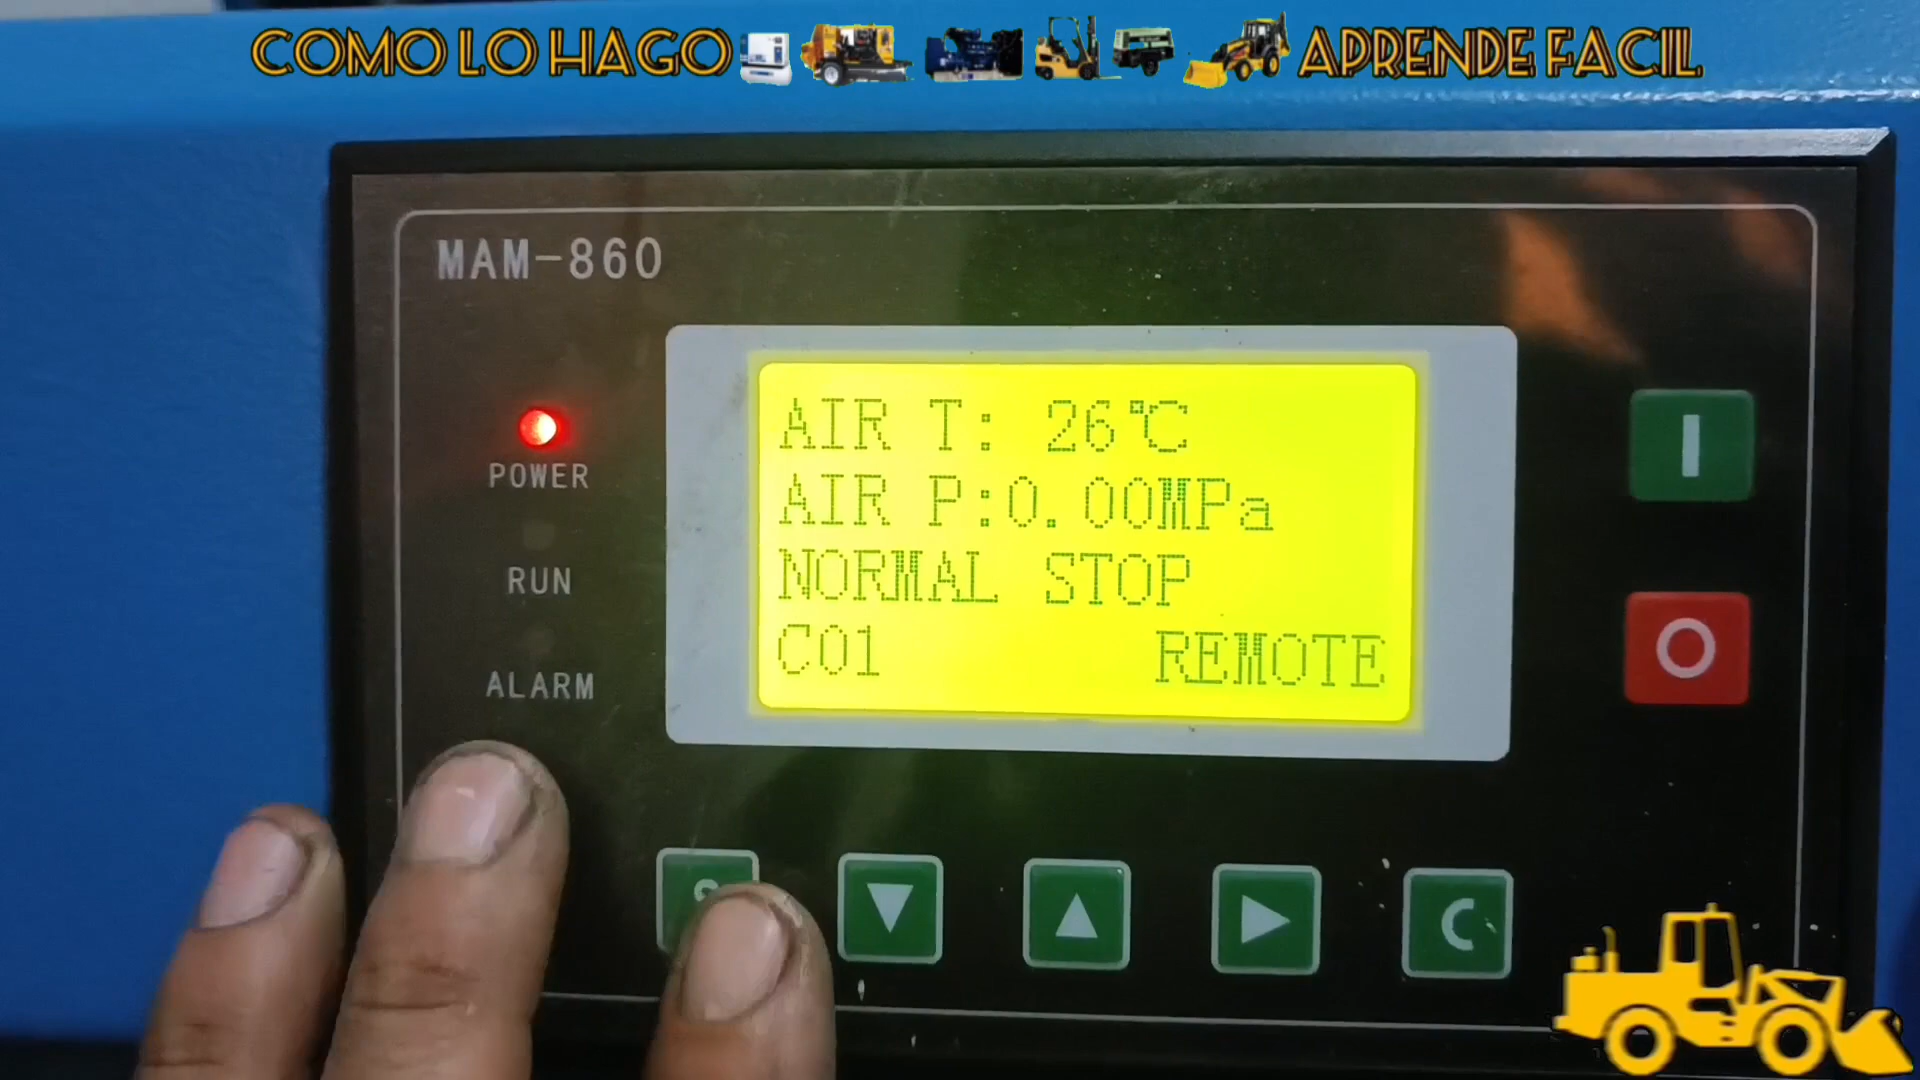 COMO LO HAGO APRENDE FACIL
MAM-860
POWER
RUN
ALARM
AIR T: 26℃
AIR P:0.00MPa
NORMAL STOP
C01 REMOTE
C